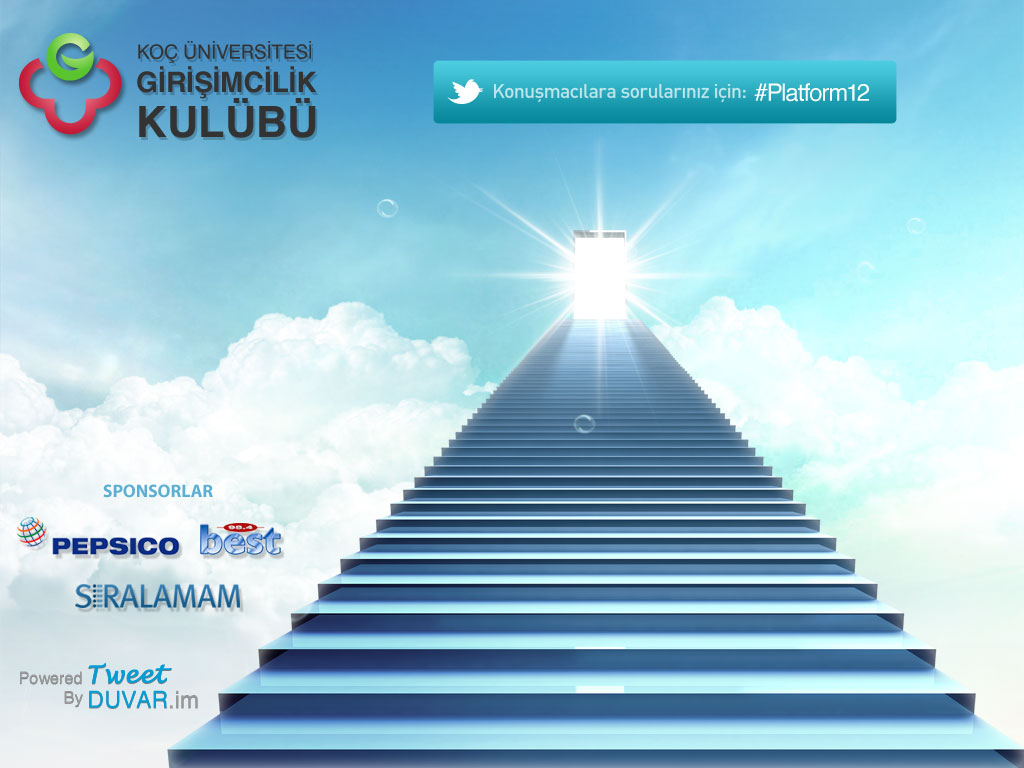 KOÇ ÜNİVERSİTESİ
GİRİŞİMCİLİK
KULÜBÜ
Konuşmacılara sorularınız için: #Platform12
SPONSORLAR
PEPSICO
98.4
best
SIRALAMAM
Powered Tweet
By DUVAR.im